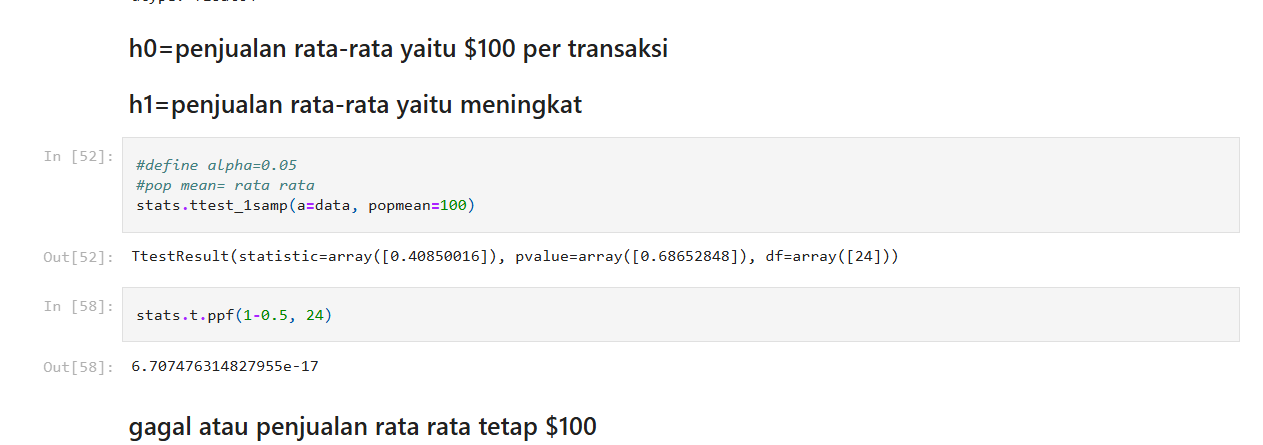 h0=penjualan rata-rata yaitu $100 per transaksi
h1=penjualan rata-rata yaitu meningkat
In [52]:
#define alpha=0.05
#pop mean= rata rata
stats.ttest_1samp(a=data, popmean=100)
Out[52]: TtestResult(statistic=array([0.40850016]), pvalue=array([0.68652848]), df=array([24]))
In [58]:
stats.t.ppf(1-0.5, 24)
Out[58]: 6.707476314827955e-17
gagal atau penjualan rata rata tetap $100